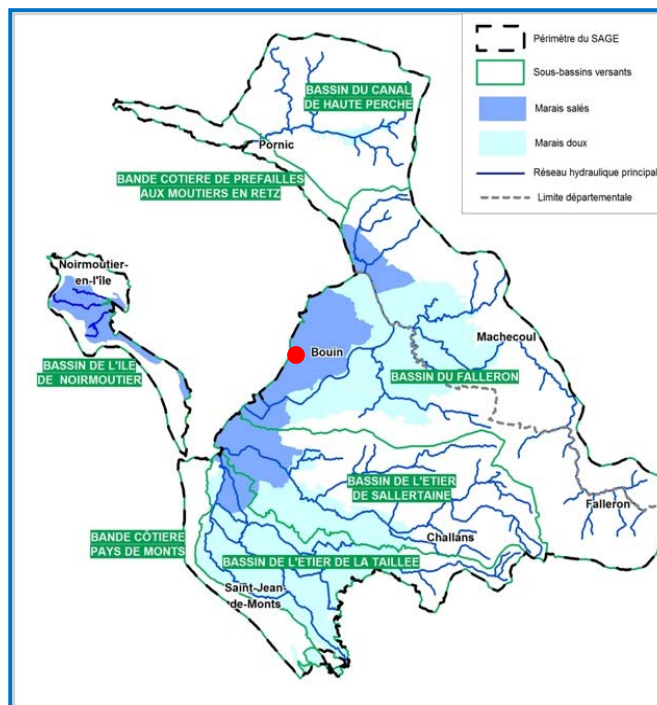 Périmètre du SAGE
Sous-bassins versants
Marais salés
Marais doux
Réseau hydraulique principal
Limite départementale
BASSIN DU CANAL
DE HAUTE PERCHE
Pornic
BANDE COTIERE DE PREFAILLES
AUX MOUTIERS EN RETZ
Noirmoutier-
en-l'île
BASSIN DE L'ILE
DE NOIRMOUTIER
Bouin
Machecoul
BASSIN DU FALLERON
BASSIN DE L'ETIER
DE SALLERTAINE
Falleron
Challans
BANDE CÔTIERE
PAYS DE MONTS
BASSIN DE L'ETIER DE LA TAILLEE
Saint-Jean-
de-Monts